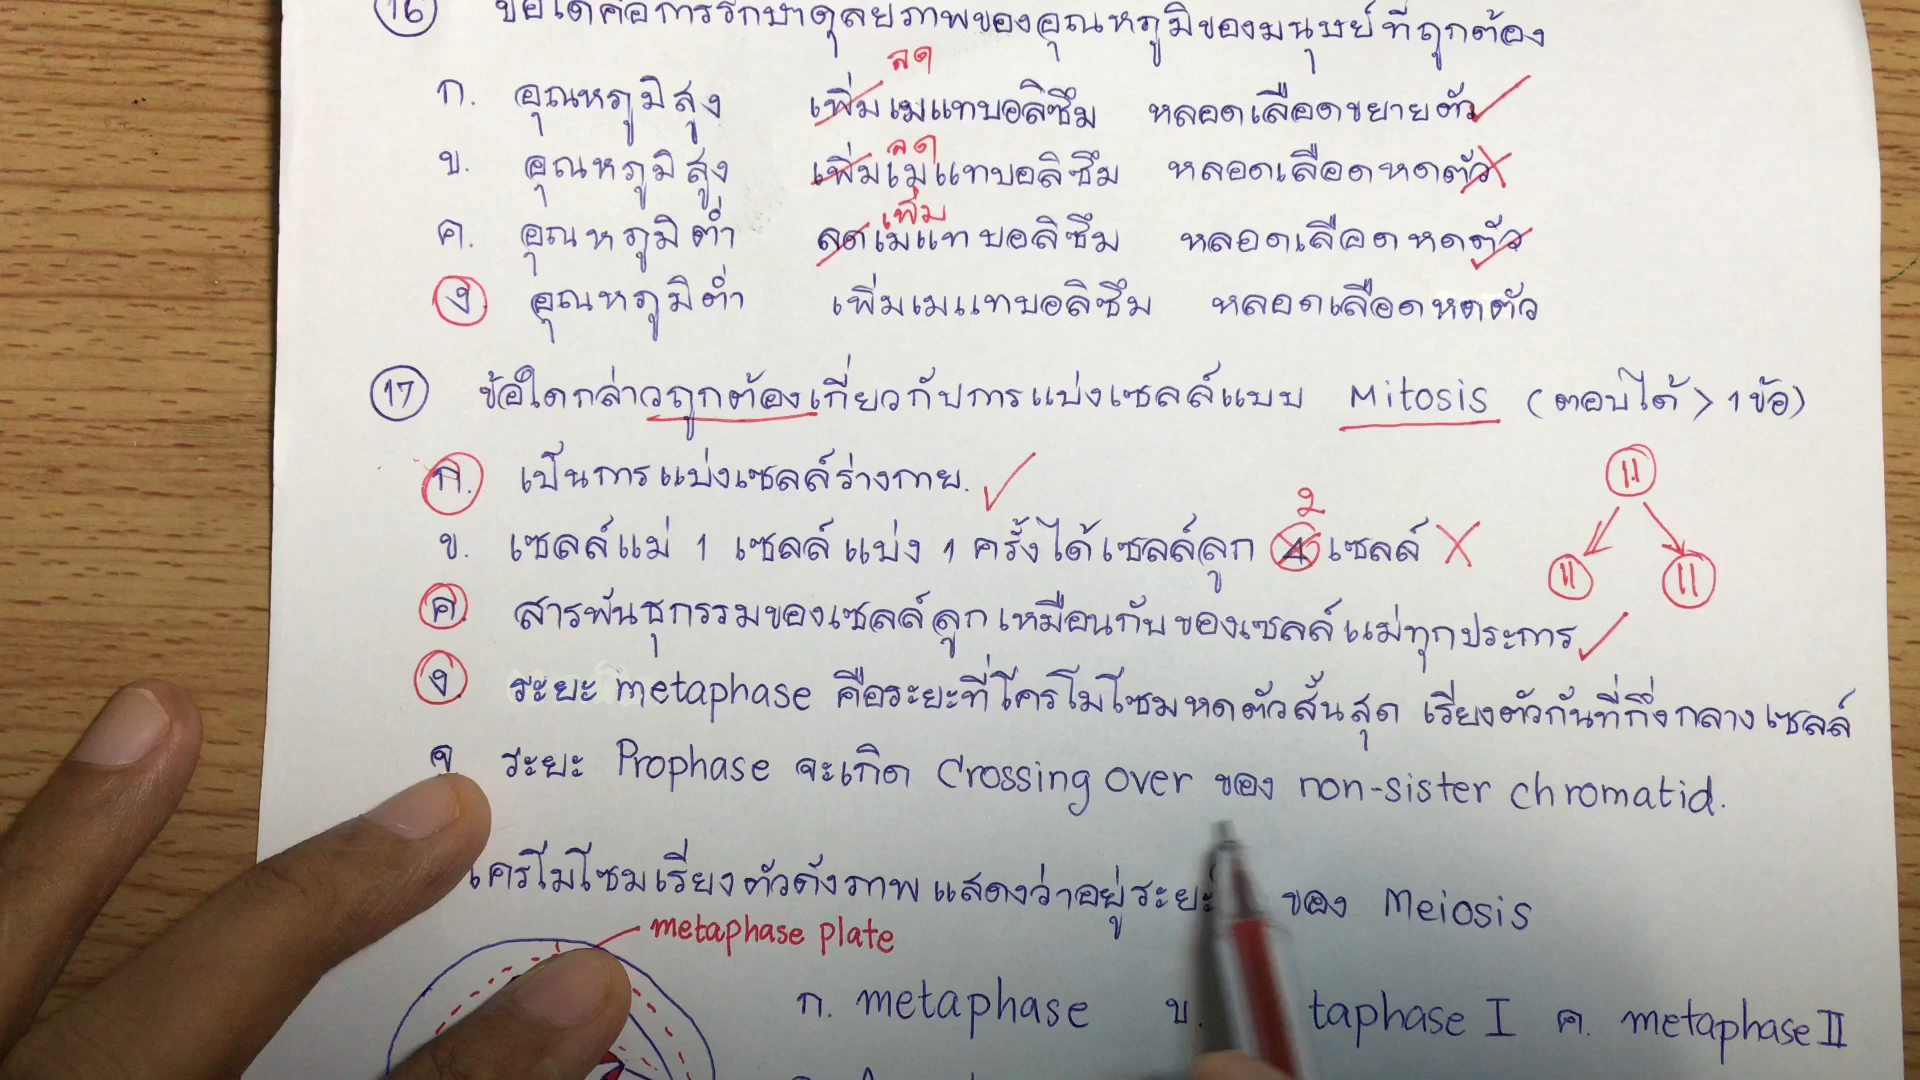 16 ข้อใดคือการรักษาดุลยภาพของอุณหภูมิของมนุษย์ที่ถูกต้อง
ลด
ก. อุณหภูมิสูง เพิ่มเมแทบอลิซึม หลอดเลือดขยายตัว
ลด
ข. อุณหภูมิสูง เพิ่มเมแทบอลิซึม หลอดเลือดหดตัว
เพิ่ม
ค. อุณหภูมิต่ำ ลดเมแทบอลิซึม หลอดเลือดหดตัว
ง อุณหภูมิต่ำ เพิ่มเมแทบอลิซึม หลอดเลือดหดตัว
17 ข้อใดกล่าวถูกต้องเกี่ยวกับการแบ่งเซลล์แบบ Mitosis (ตอบได้ > 1 ข้อ)
ก. เป็นการแบ่งเซลล์ร่างกาย.
2
ข. เซลล์แม่ 1 เซลล์ แบ่ง 1 ครั้งได้เซลล์ลูก 4 เซลล์
ค. สารพันธุกรรมของเซลล์ลูกเหมือนกับของเซลล์แม่ทุกประการ
ง. ระยะ metaphase คือระยะที่โครโมโซมหดตัวสั้นสุด เรียงตัวกันที่กึ่งกลางเซลล์
จ ระยะ Prophase จะเกิด Crossing over ของ non-sister chromatid.
โครโมโซมเรียงตัวดังภาพแสดงว่าอยู่ระยะ ของ Meiosis
metaphase plate
ก. metaphase ข. taphase I ค. metaphase II